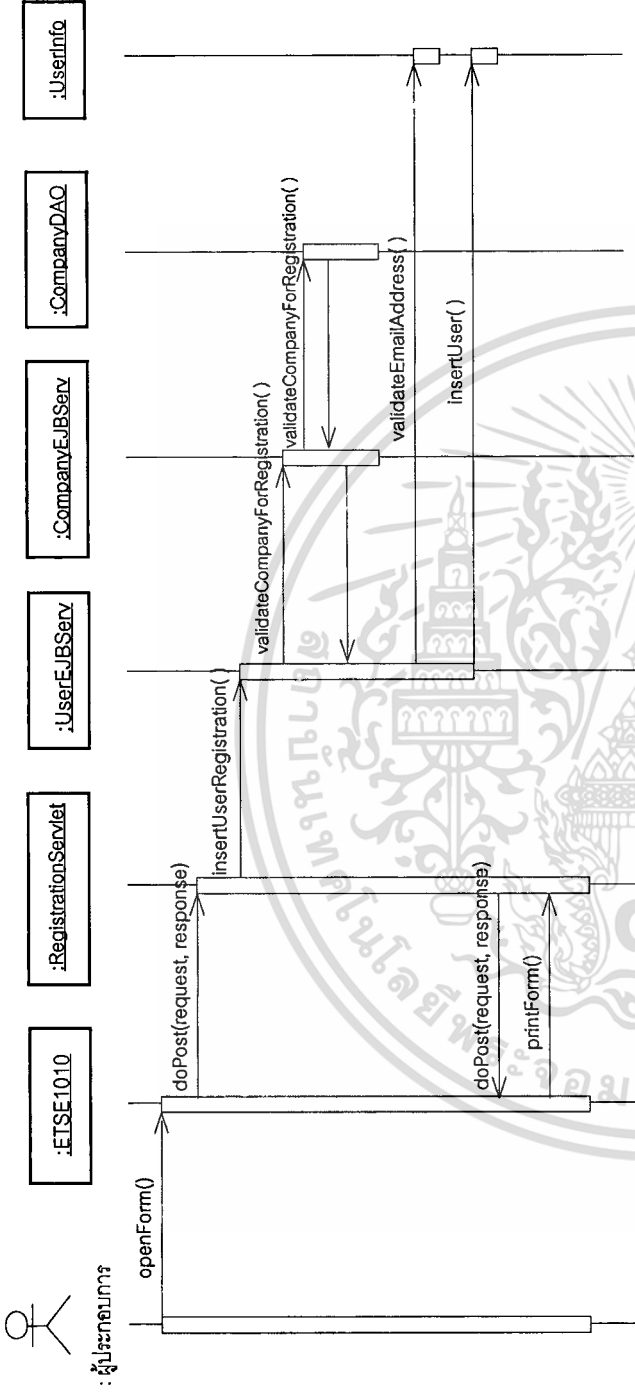 : ผู้ประกอบการ
:ETSE1010
:RegistrationServlet
:UserEJBServ
:CompanyEJBServ
:CompanyDAO
:UserInfo
openForm()
doPost(request, response)
insertUserRegistration( )
validateCompanyForRegistration( )
validateCompanyForRegistration( )
validateEmailAddress( )
insertUser( )
doPost(request, response)
printForm()